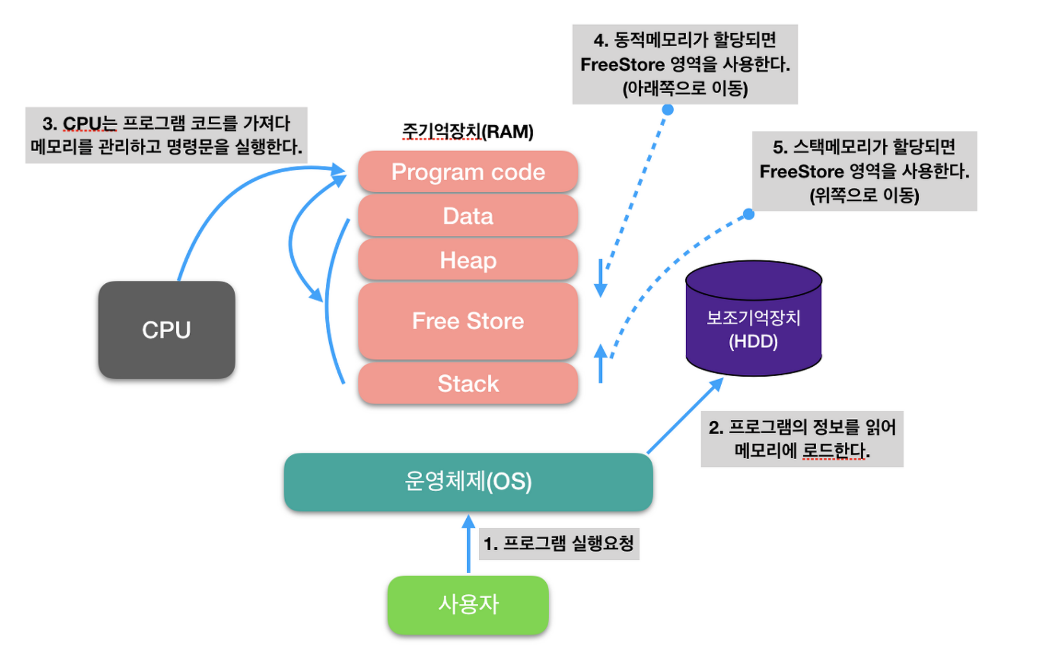 4. 동적메모리가 할당되면
FreeStore 영역을 사용한다.
(아래쪽으로 이동)
3. CPU는 프로그램 코드를 가져다
메모리를 관리하고 명령문을 실행한다.
주기억장치(RAM)
5. 스택메모리가 할당되면
FreeStore 영역을 사용한다.
(위쪽으로 이동)
Program code
Data
Heap
Free Store
Stack
CPU
보조기억장치
(HDD)
2. 프로그램의 정보를 읽어
메모리에 로드한다.
운영체제(OS)
1. 프로그램 실행요청
사용자